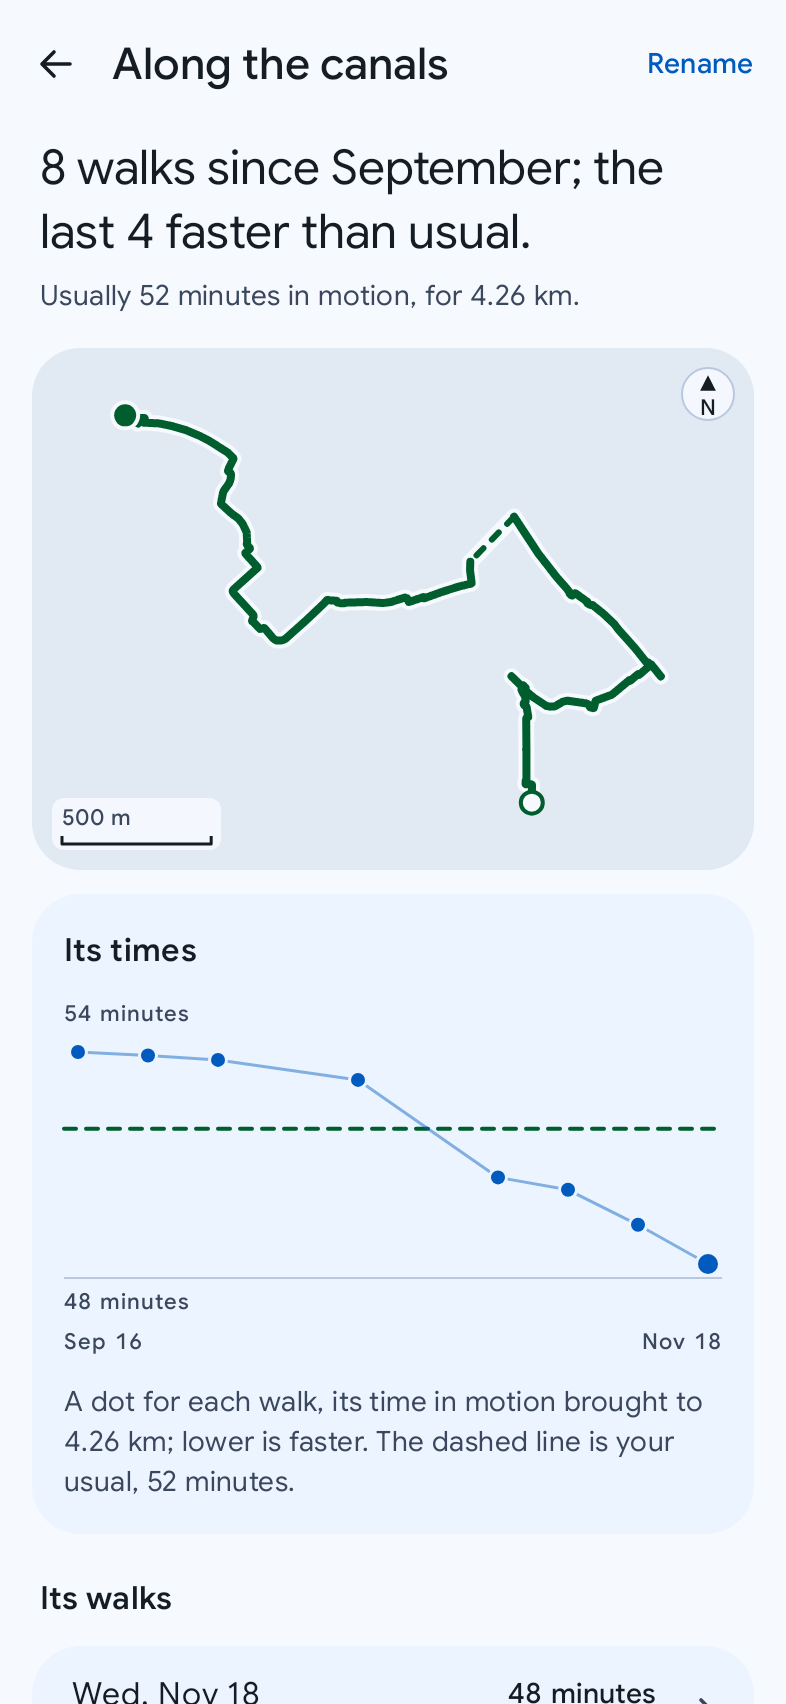 Along the canals
Rename
8 walks since September; the
last 4 faster than usual.
Usually 52 minutes in motion, for 4.26 km.
N
500 m
Its times
54 minutes
48 minutes
Sep 16
Nov 18
A dot for each walk, its time in motion brought to
4.26 km; lower is faster. The dashed line is your
usual, 52 minutes.
Its walks
Wed, Nov 18
48 minutes